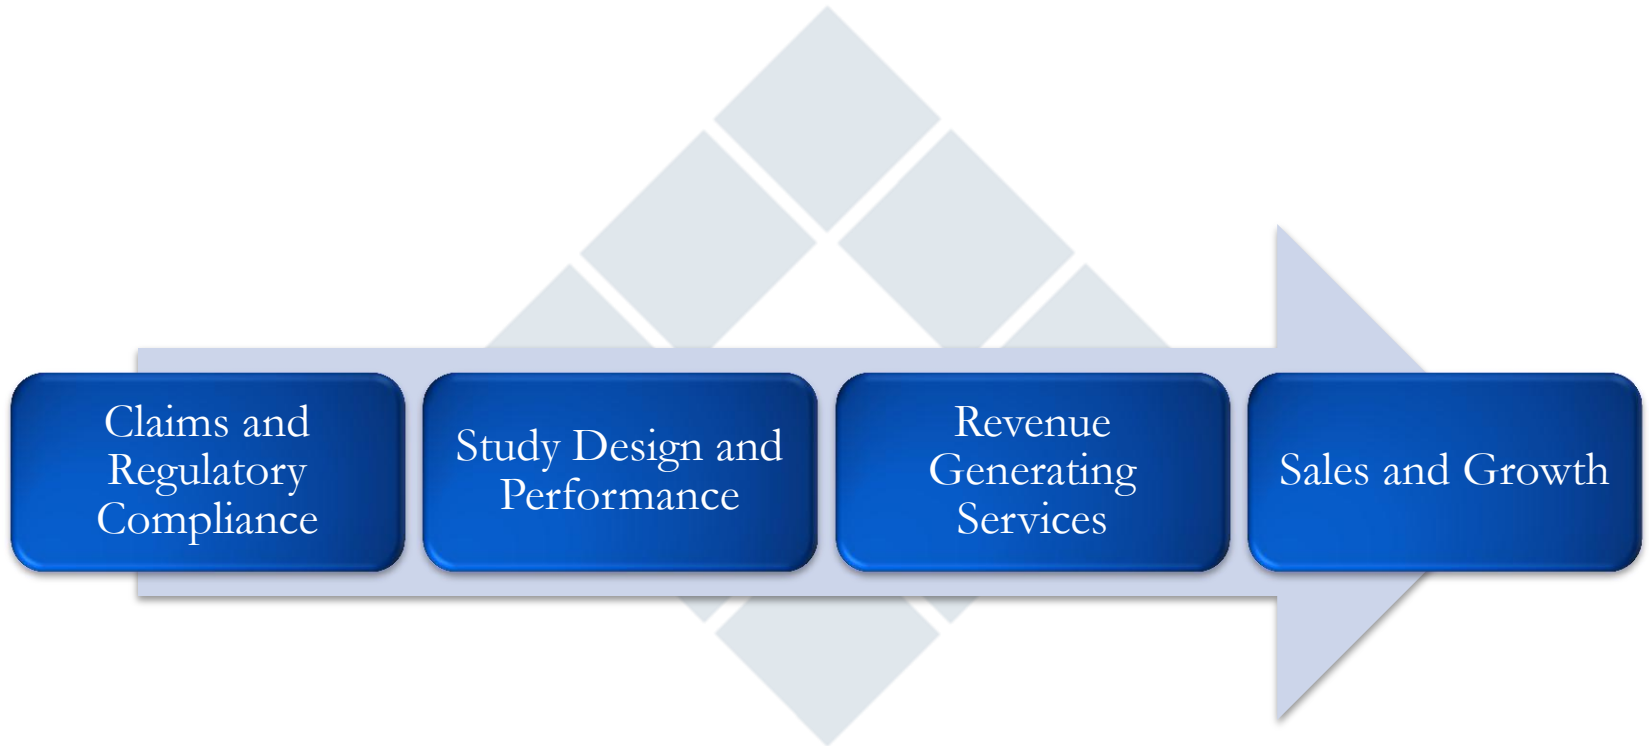 Claims and
Regulatory
Compliance
Study Design and
Performance
Revenue
Generating
Services
Sales and Growth